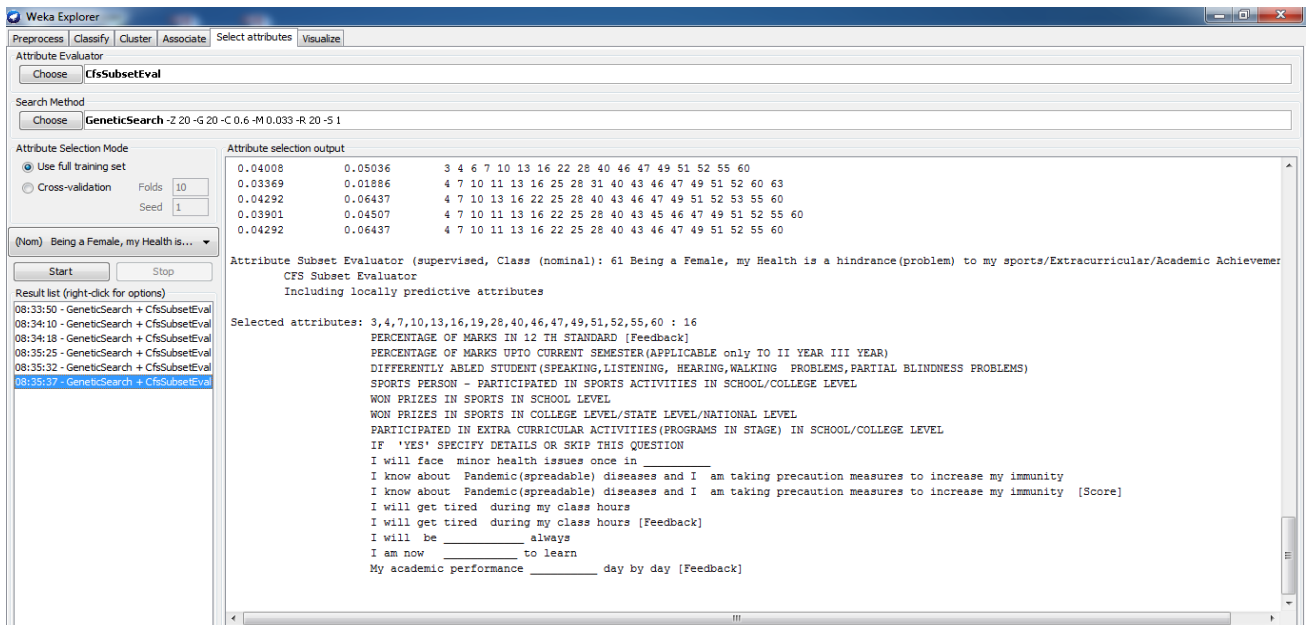 Weka Explorer
Preprocess Classify Cluster Associate Select attributes Visualize
Attribute Evaluator
Choose CfsSubsetEval
Search Method
Choose GeneticSearch -Z 20 -G 20 -C 0.6 -M 0.033 -R 20 -S 1
Attribute Selection Mode
Use full training set
Cross-validation Folds 10
Seed 1
(Nom) Being a Female, my Health is...
Start Stop
Result list (right-click for options)
08:33:50 - GeneticSearch + CfsSubsetEval
08:34:10 - GeneticSearch + CfsSubsetEval
08:34:18 - GeneticSearch + CfsSubsetEval
08:35:25 - GeneticSearch + CfsSubsetEval
08:35:32 - GeneticSearch + CfsSubsetEval
08:35:37 - GeneticSearch + CfsSubsetEval
Attribute selection output
0.04008 0.05036 3 4 6 7 10 13 16 22 28 40 46 47 49 51 52 55 60
0.03369 0.01886 4 7 10 11 13 16 25 28 31 40 43 46 47 49 51 52 60 63
0.04292 0.06437 4 7 10 13 16 22 25 28 40 43 46 47 49 51 52 53 55 60
0.03901 0.04507 4 7 10 11 13 16 22 25 28 40 43 45 46 47 49 51 52 55 60
0.04292 0.06437 4 7 10 11 13 16 22 25 28 40 43 46 47 49 51 52 55 60
Attribute Subset Evaluator (supervised, Class (nominal): 61 Being a Female, my Health is a hindrance(problem) to my sports/Extracurricular/Academic Achievemen
CFS Subset Evaluator
Including locally predictive attributes
Selected attributes: 3,4,7,10,13,16,19,28,40,46,47,49,51,52,55,60 : 16
PERCENTAGE OF MARKS IN 12 TH STANDARD [Feedback]
PERCENTAGE OF MARKS UPTO CURRENT SEMESTER(APPLICABLE only TO II YEAR III YEAR)
DIFFERENTLY ABLED STUDENT(SPEAKING,LISTENING, HEARING,WALKING PROBLEMS,PARTIAL BLINDNESS PROBLEMS)
SPORTS PERSON - PARTICIPATED IN SPORTS ACTIVITIES IN SCHOOL/COLLEGE LEVEL
WON PRIZES IN SPORTS IN SCHOOL LEVEL
WON PRIZES IN SPORTS IN COLLEGE LEVEL/STATE LEVEL/NATIONAL LEVEL
PARTICIPATED IN EXTRA CURRICULAR ACTIVITIES(PROGRAMS IN STAGE) IN SCHOOL/COLLEGE LEVEL
IF 'YES' SPECIFY DETAILS OR SKIP THIS QUESTION
I will face minor health issues once in __________
I know about Pandemic(spreadable) diseases and I am taking precaution measures to increase my immunity
I know about Pandemic(spreadable) diseases and I am taking precaution measures to increase my immunity [Score]
I will get tired during my class hours
I will get tired during my class hours [Feedback]
I will be ____________ always
I am now ___________ to learn
My academic performance __________ day by day [Feedback]